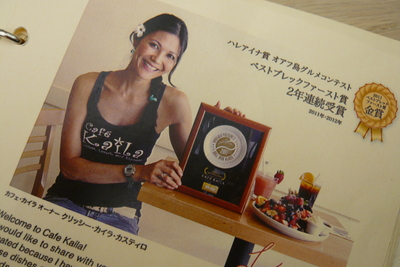 ハレアイナ賞 オアフ島グルメコンテスト
ベストブレックファースト賞
2年連続受賞
2011年・2012年
金賞
Cafe
Kaila
カフェ・カイラ オーナー クリッシー・カイラ・カスティロ
Welcome to Cafe Kaila!
would like to share with yo
eated because I ha
se dishes